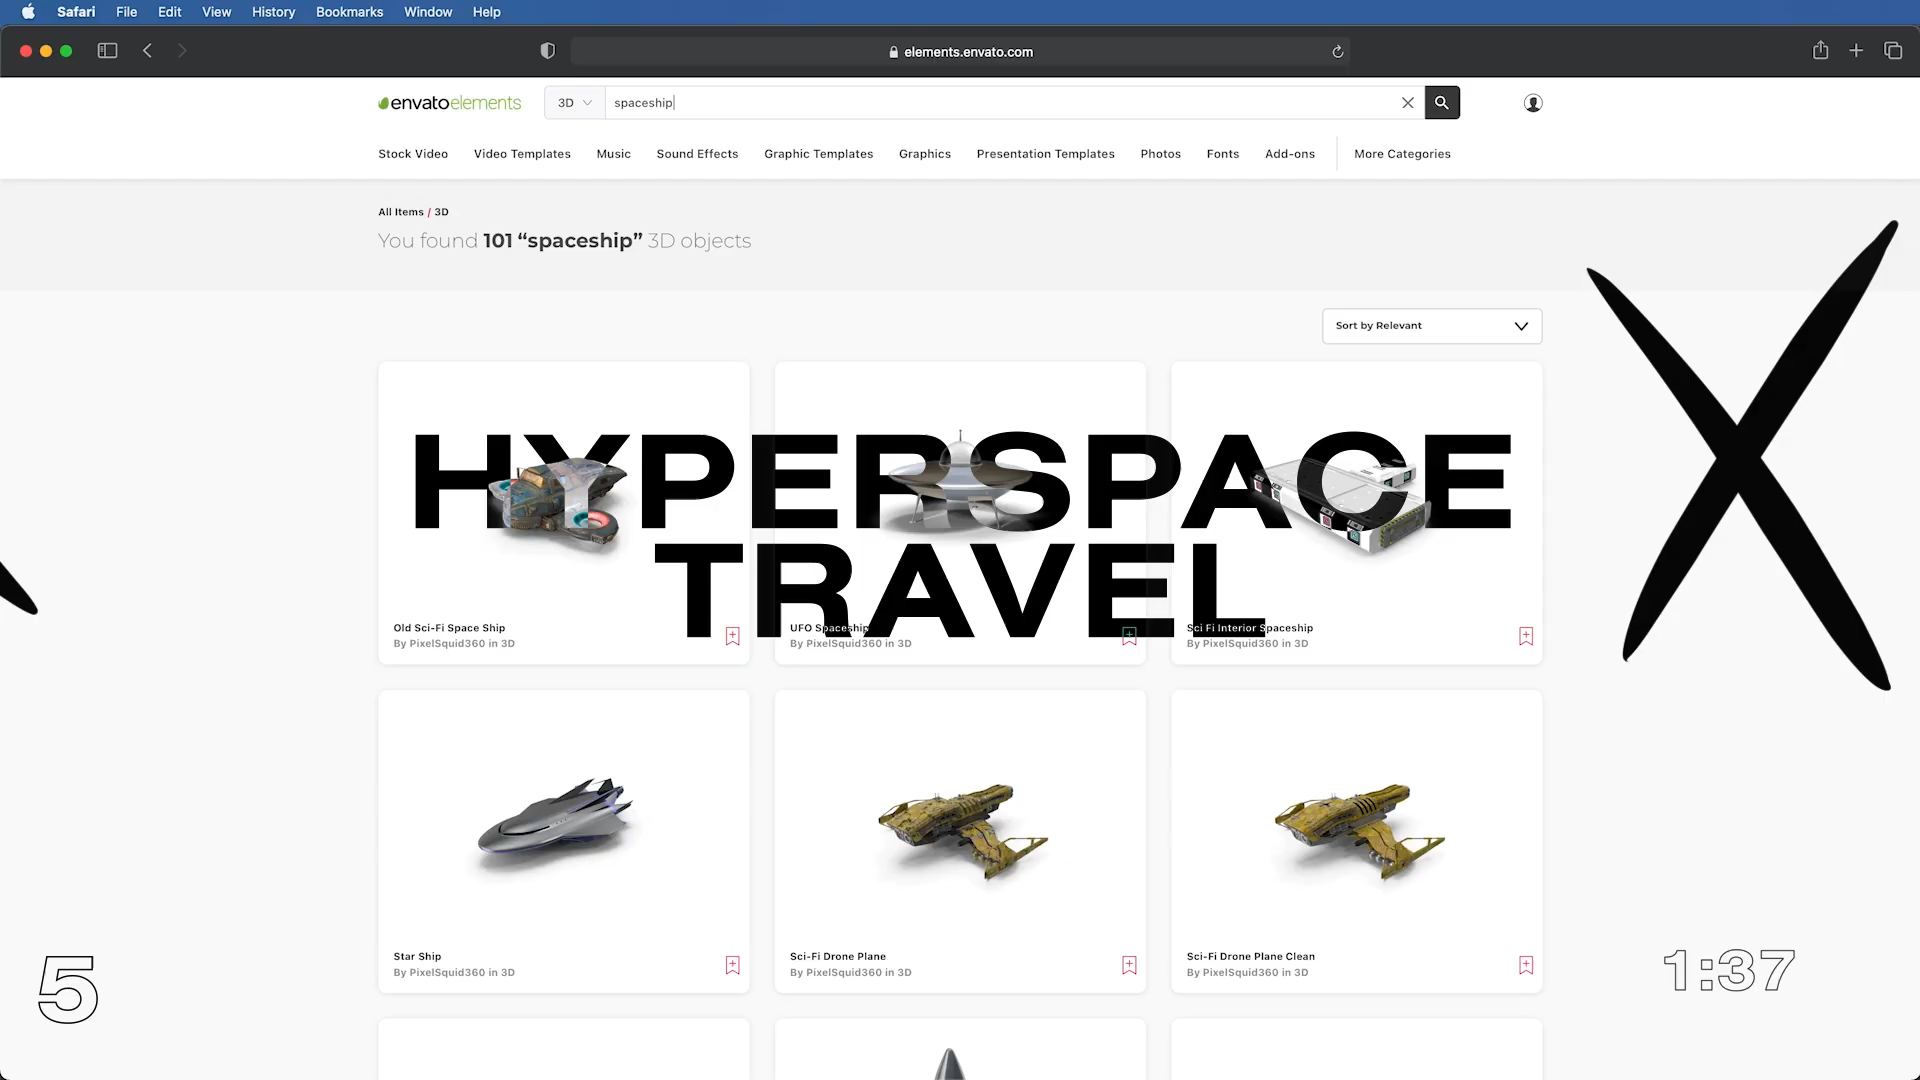 Safari File Edit View History Bookmarks Window Help
elements.envato.com
envatoelements
3D
spaceship
Stock Video Video Templates Music Sound Effects Graphic Templates Graphics Presentation Templates Photos Fonts Add-ons More Categories
All Items / 3D
You found 101 “spaceship” 3D objects
Sort by Relevant
HYPERSPACE
TRAVEL
Old Sci-Fi Space Ship
By PixelSquid360 in 3D
UFO Spaceship
By PixelSquid360 in 3D
Sci Fi Interior Spaceship
By PixelSquid360 in 3D
Star Ship
By PixelSquid360 in 3D
Sci-Fi Drone Plane
By PixelSquid360 in 3D
Sci-Fi Drone Plane Clean
By PixelSquid360 in 3D
5
1:37